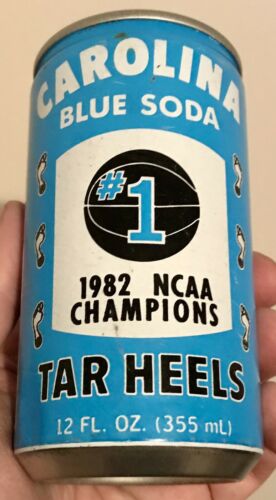 CAROLINA
BLUE SODA
#1
1982 NCAA
CHAMPIONS
TAR HEELS
12 FL. OZ. (355 mL)